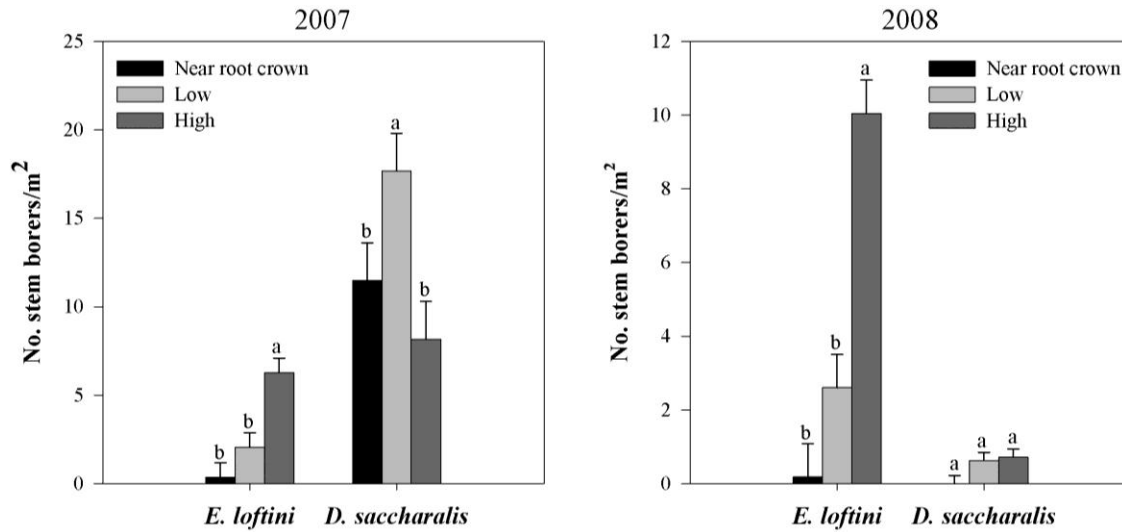 2007
No. stem borers/m²
25
20
15
10
5
0
Near root crown
Low
High
b
b
a
b
a
b
E. loftini D. saccharalis
2008
No. stem borers/m²
12
10
8
6
4
2
0
Near root crown
Low
High
b
b
a
a
a
a
E. loftini D. saccharalis